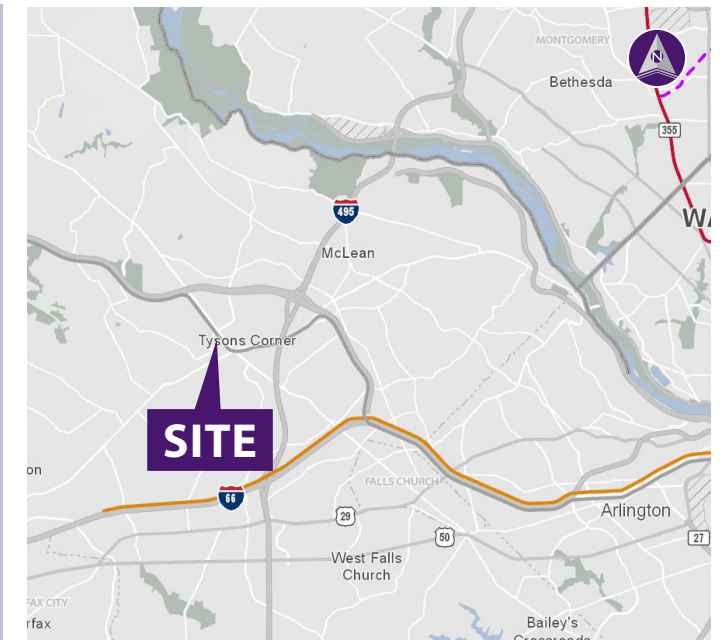 MONTGOMERY
N
Bethesda
355
495
WA
McLean
Tysons Corner
SITE
on
66
FALLS CHURCH
29
Arlington
50
27
West Falls
Church
FAX CITY
rfax
Bailey's
Crossroads